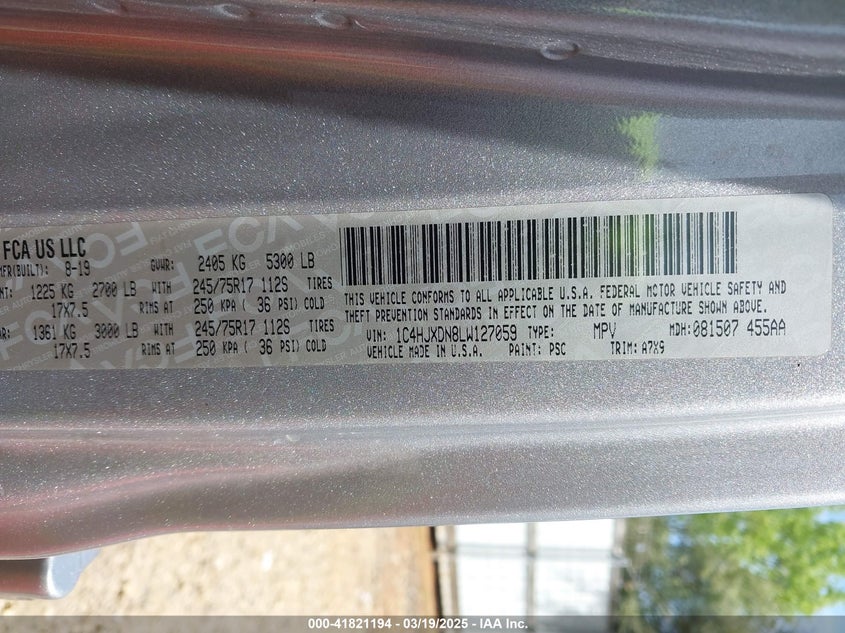 FCA US LLC
MFR(BUILT): 8-19 GVWR: 2405 KG 5300 LB
NT: 1225 KG 2700 LB WITH 245/75R17 112S TIRES
17X7.5 RIMS AT 250 KPA ( 36 PSI) COLD
AR: 1361 KG 3000 LB WITH 245/75R17 112S TIRES
17X7.5 RIMS AT 250 KPA ( 36 PSI) COLD
THIS VEHICLE CONFORMS TO ALL APPLICABLE U.S.A. FEDERAL MOTOR VEHICLE SAFETY AND
THEFT PREVENTION STANDARDS IN EFFECT ON THE DATE OF MANUFACTURE SHOWN ABOVE.
VIN: 1C4HJXDN8LW127059 TYPE: MPV MDH: 081507 455AA
VEHICLE MADE IN U.S.A. PAINT: PSC TRIM: A7X9
000-41821194 - 03/19/2025 - IAA Inc.